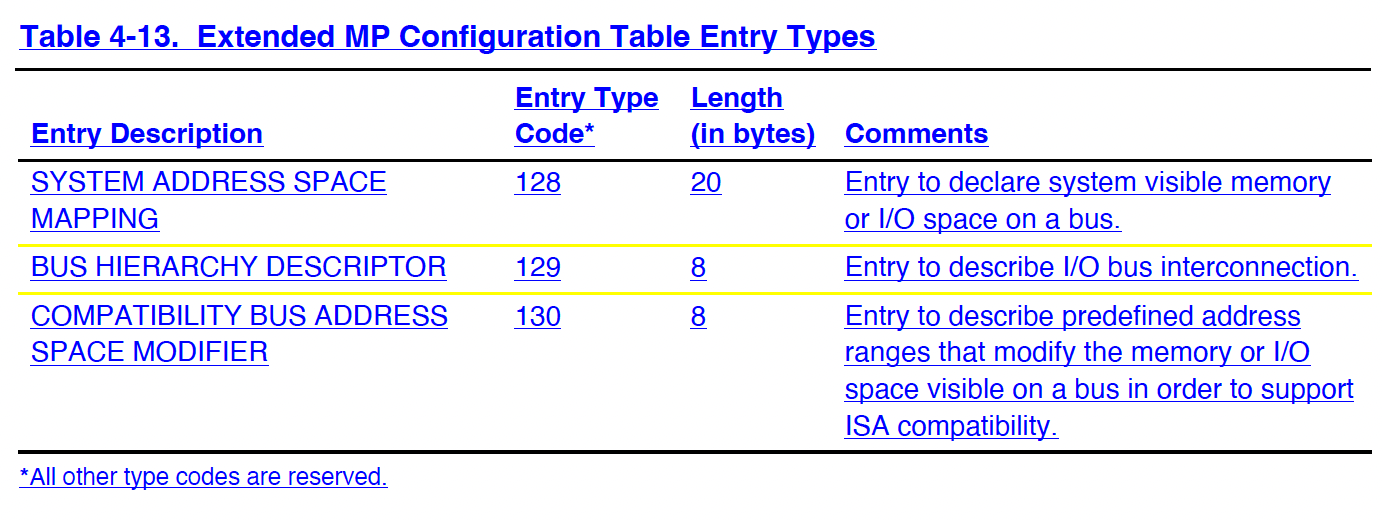 Table 4-13.  Extended MP Configuration Table Entry Types
Entry Description Entry Type Code* Length (in bytes) Comments
SYSTEM ADDRESS SPACE MAPPING 128 20 Entry to declare system visible memory or I/O space on a bus.
BUS HIERARCHY DESCRIPTOR 129 8 Entry to describe I/O bus interconnection.
COMPATIBILITY BUS ADDRESS SPACE MODIFIER 130 8 Entry to describe predefined address ranges that modify the memory or I/O space visible on a bus in order to support ISA compatibility.
*All other type codes are reserved.